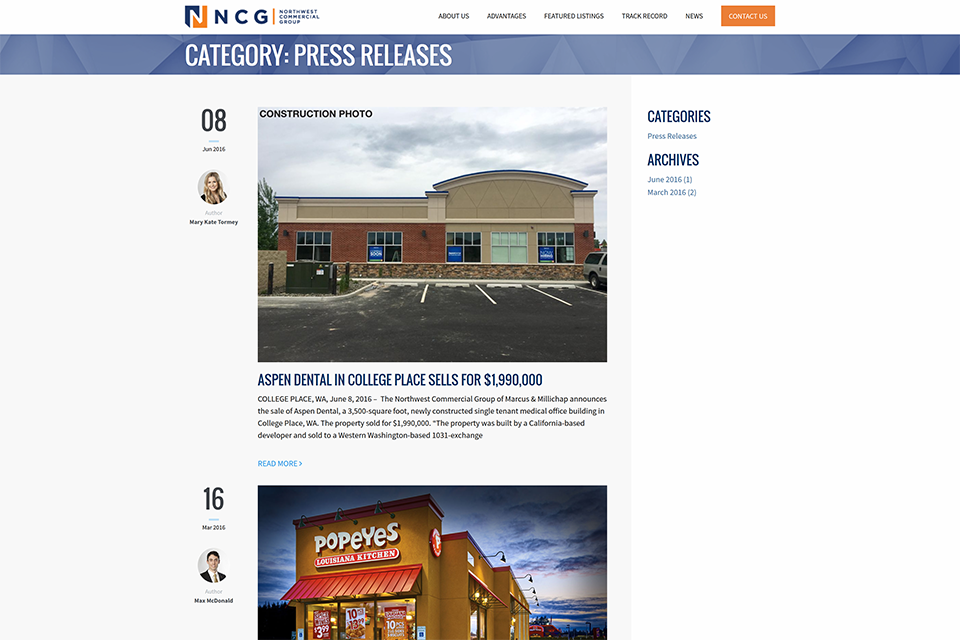 NCG NORTHWEST
COMMERCIAL
GROUP
ABOUT US ADVANTAGES FEATURED LISTINGS TRACK RECORD NEWS CONTACT US
CATEGORY: PRESS RELEASES
08
Jun 2016
Author
Mary Kate Tormey
CONSTRUCTION PHOTO
ASPEN DENTAL IN COLLEGE PLACE SELLS FOR $1,990,000
COLLEGE PLACE, WA, June 8, 2016 – The Northwest Commercial Group of Marcus & Millichap announces
the sale of Aspen Dental, a 3,500-square foot, newly constructed single tenant medical office building in
College Place, WA. The property sold for $1,990,000. "The property was built by a California-based
developer and sold to a Western Washington-based 1031-exchange
READ MORE >
16
Mar 2016
Author
Max McDonald
POPEYES
LOUISIANA KITCHEN
CATEGORIES
Press Releases
ARCHIVES
June 2016 (1)
March 2016 (2)